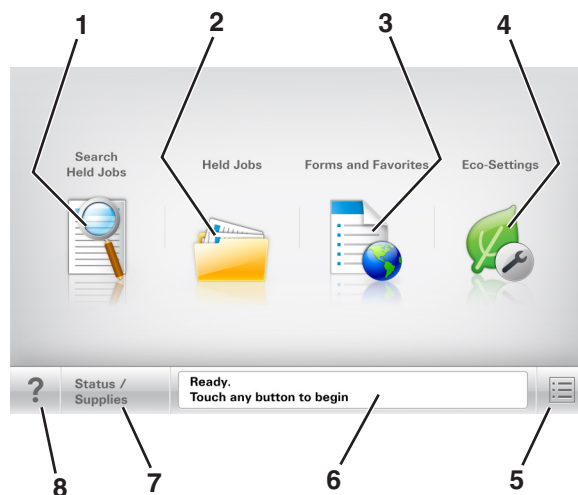 1 2 3 4
Search
Held Jobs
Held Jobs
Forms and Favorites
Eco-Settings
?
Status /
Supplies
Ready.
Touch any button to begin
8 7 6 5